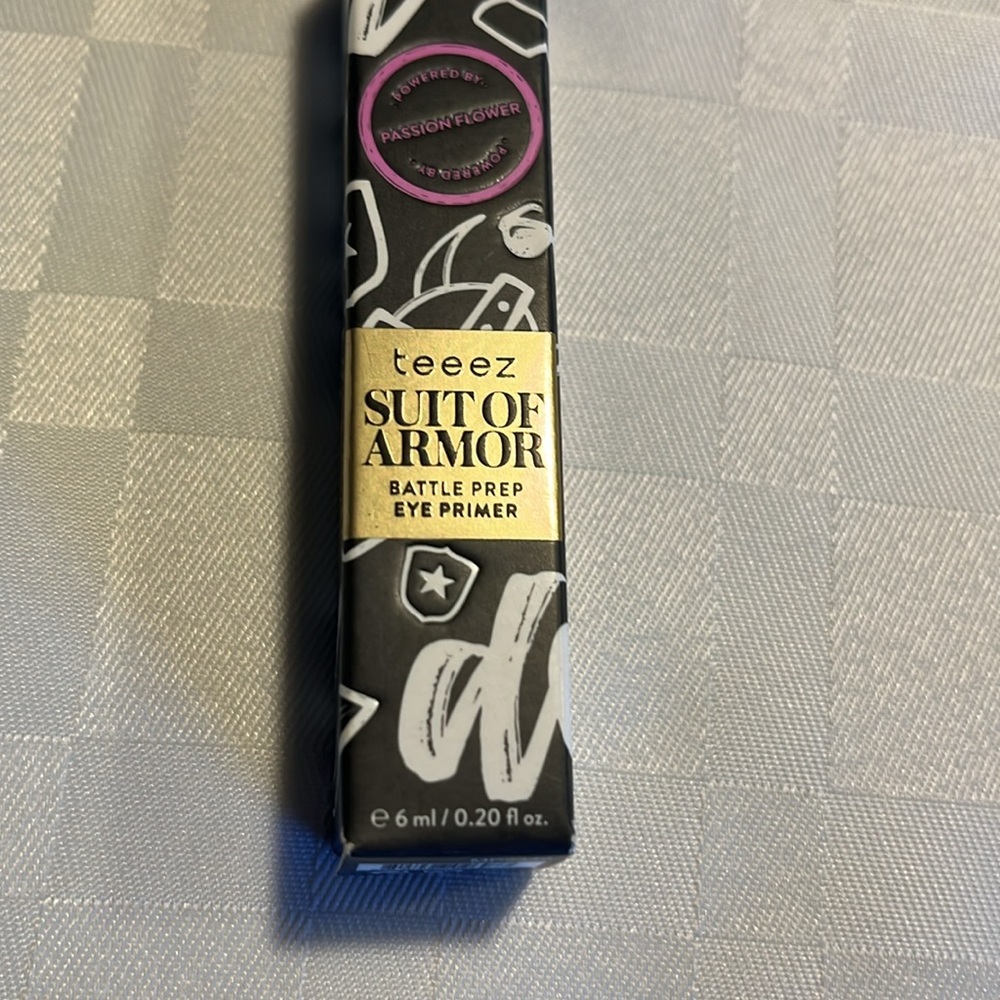 POWERED BY
PASSION FLOWER
POWERED BY
teeez
SUIT OF
ARMOR
BATTLE PREP
EYE PRIMER
d
℮ 6 ml / 0.20 fl oz.